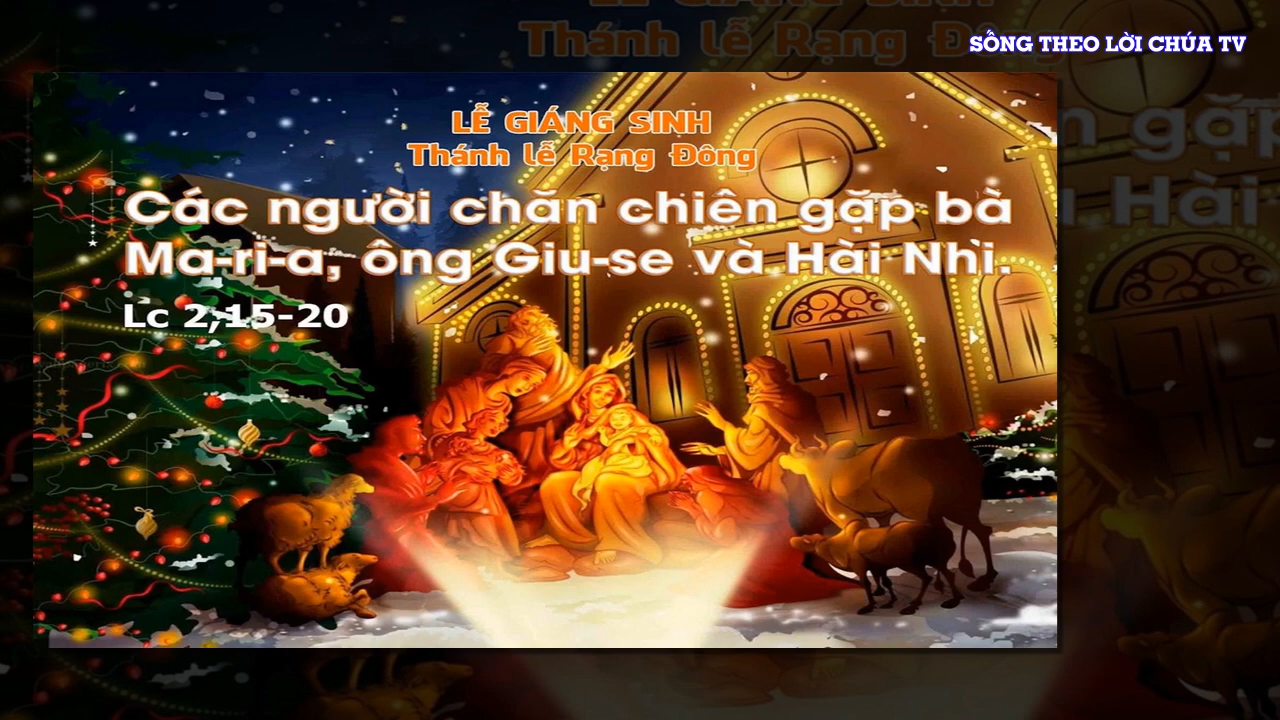 SỐNG THEO LỜI CHÚA TV
LỄ GIÁNG SINH
Thánh lễ Rạng Đông
Các người chăn chiên gặp bà
Ma-ri-a, ông Giu-se và Hài Nhi.
Lc 2,15-20